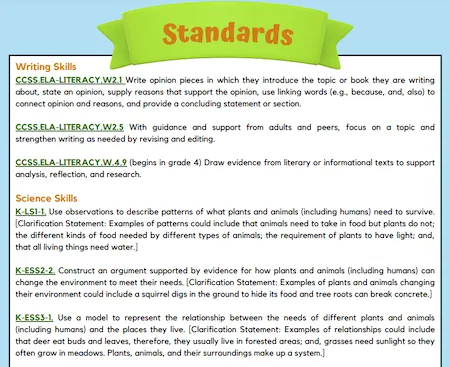 Standards
Writing Skills
CCSS.ELA-LITERACY.W2.1 Write opinion pieces in which they introduce the topic or book they are writing
about, state an opinion, supply reasons that support the opinion, use linking words (e.g., because, and, also) to
connect opinion and reasons, and provide a concluding statement or section.
CCSS.ELA-LITERACY.W2.5 With guidance and support from adults and peers, focus on a topic and
strengthen writing as needed by revising and editing.
CCSS.ELA-LITERACY.W.4.9 (begins in grade 4) Draw evidence from literary or informational texts to support
analysis, reflection, and research.
Science Skills
K-LS1-1. Use observations to describe patterns of what plants and animals (including humans) need to survive.
[Clarification Statement: Examples of patterns could include that animals need to take in food but plants do not;
the different kinds of food needed by different types of animals; the requirement of plants to have light; and,
that all living things need water.]
K-ESS2-2. Construct an argument supported by evidence for how plants and animals (including humans) can
change the environment to meet their needs. [Clarification Statement: Examples of plants and animals changing
their environment could include a squirrel digs in the ground to hide its food and tree roots can break concrete.]
K-ESS3-1. Use a model to represent the relationship between the needs of different plants and animals
(including humans) and the places they live. [Clarification Statement: Examples of relationships could include
that deer eat buds and leaves, therefore, they usually live in forested areas; and, grasses need sunlight so they
often grow in meadows. Plants, animals, and their surroundings make up a system.]